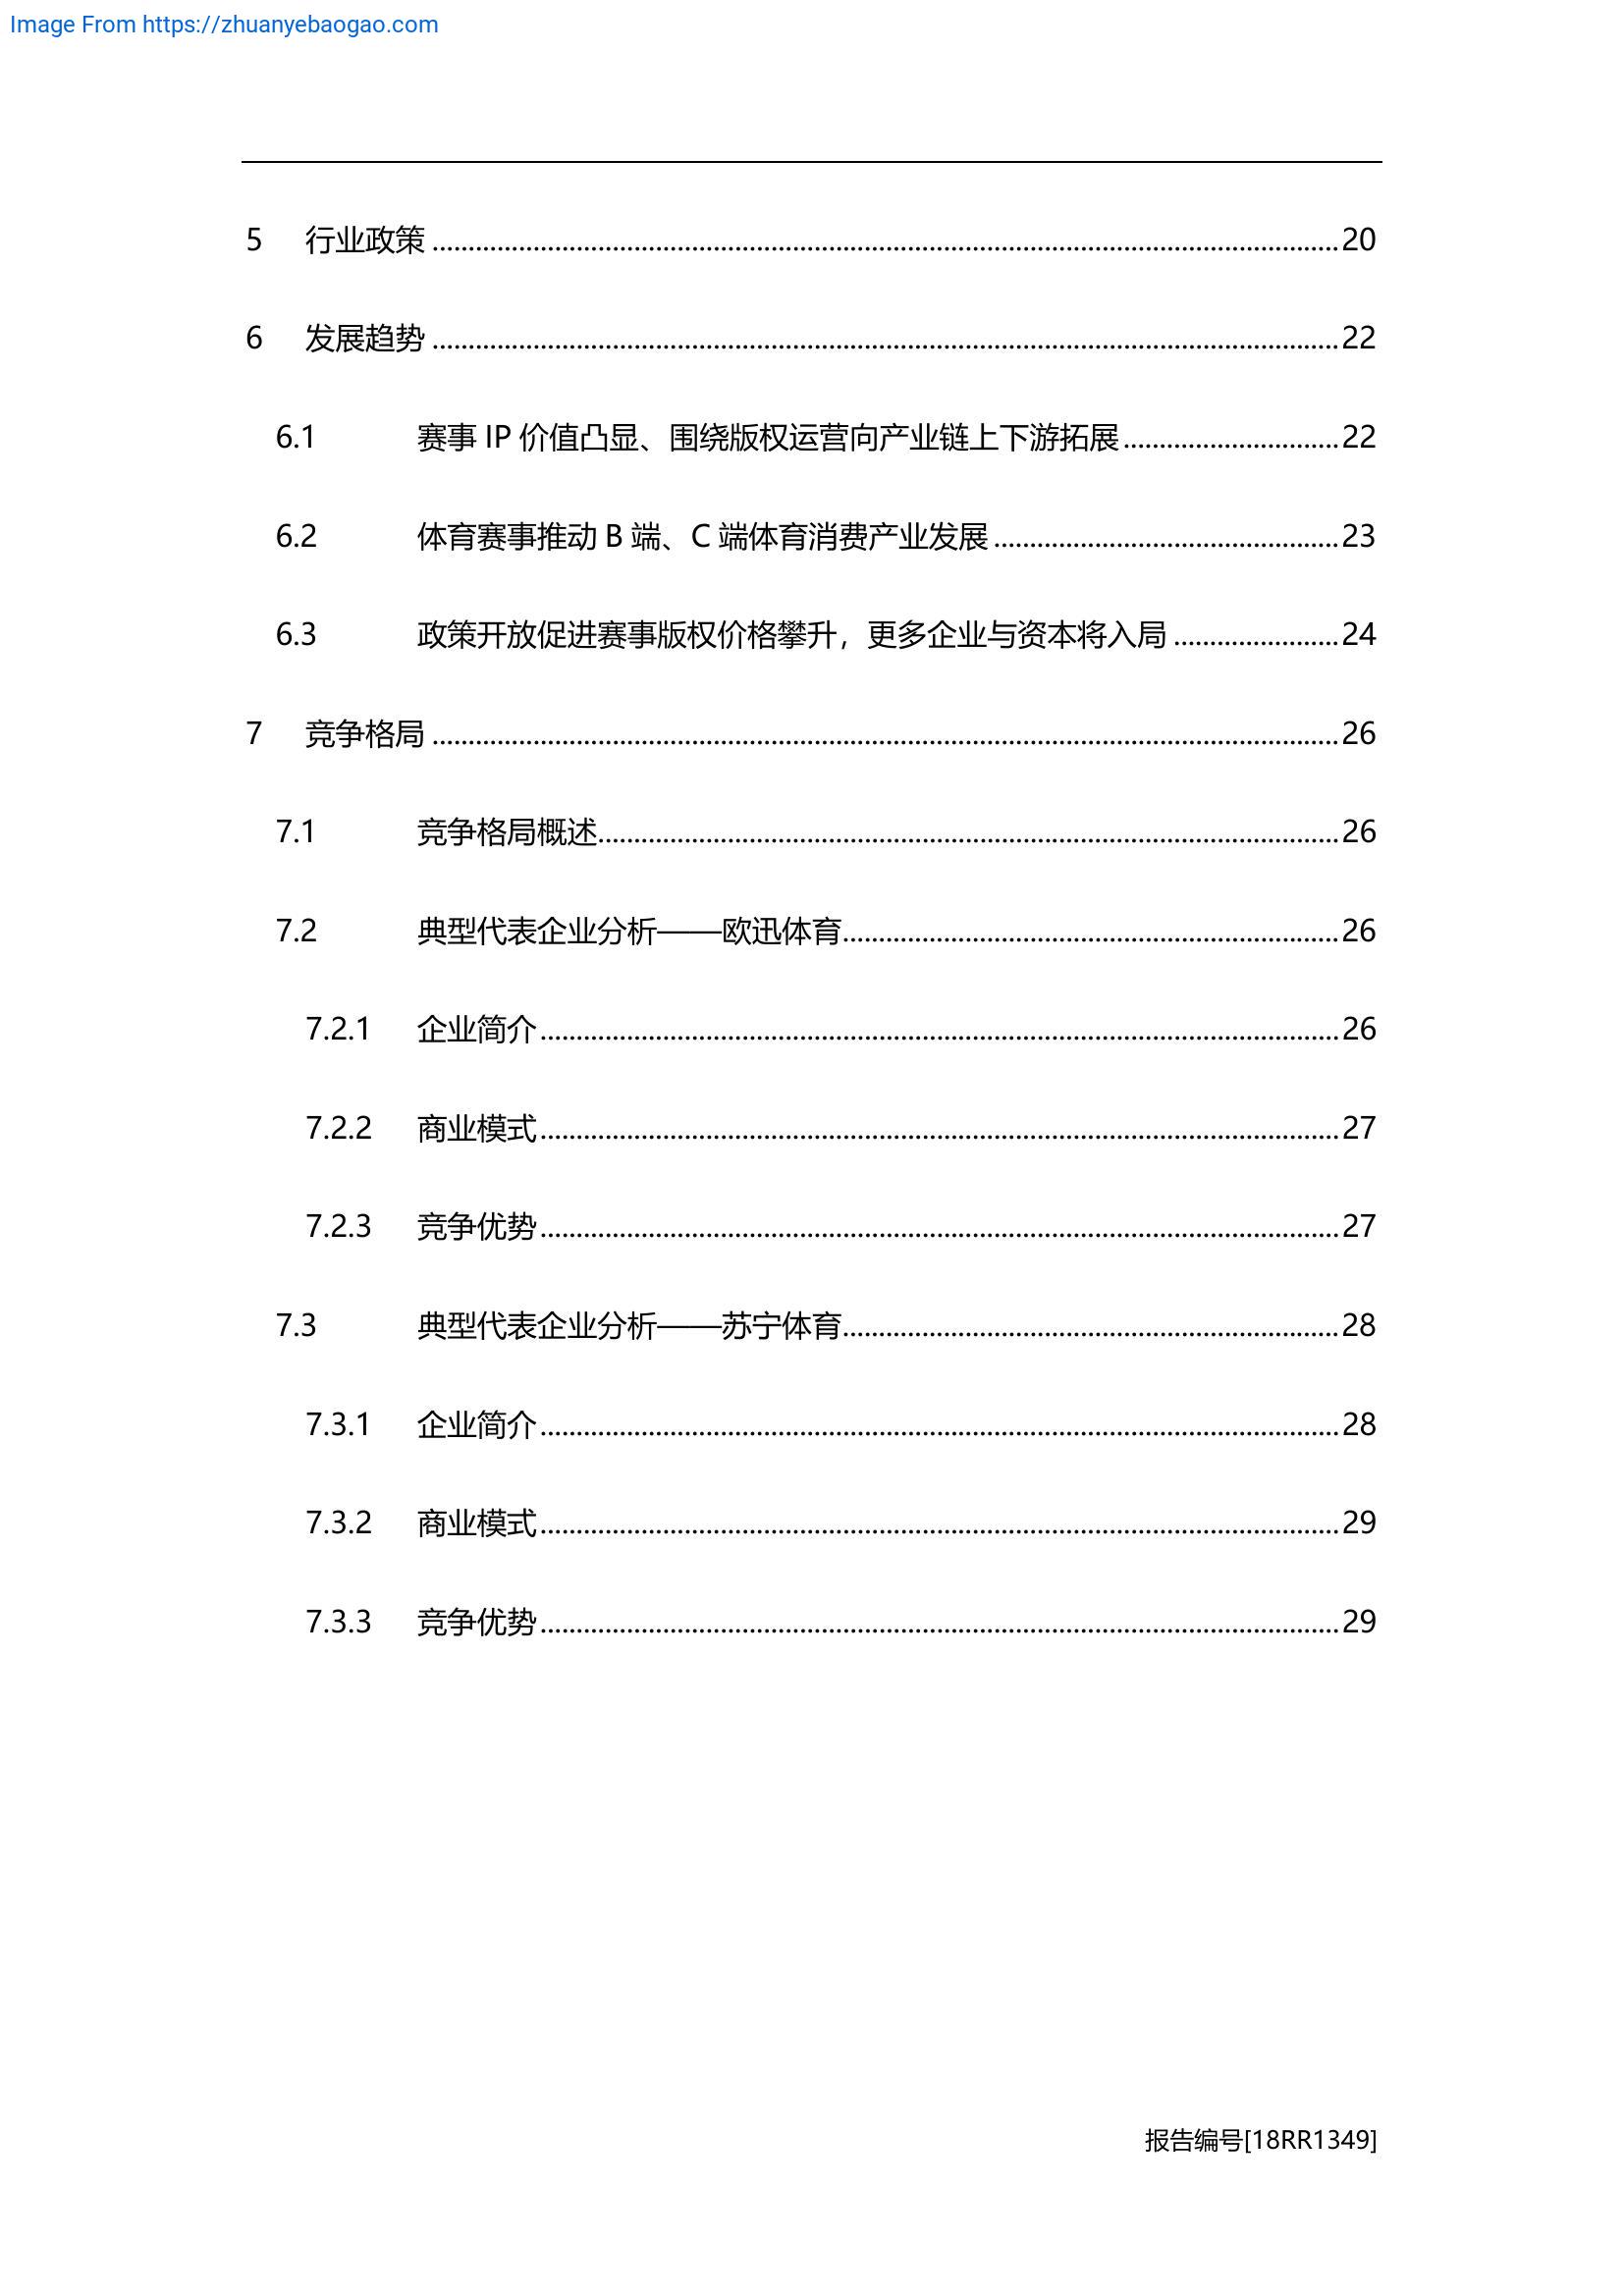 Image From https://zhuanyebaogao.com
5 行业政策 ........................................ 20
6 发展趋势 ........................................ 22
6.1 赛事 IP 价值凸显、围绕版权运营向产业链上下游拓展 ........................................ 22
6.2 体育赛事推动 B 端、C 端体育消费产业发展 ........................................ 23
6.3 政策开放促进赛事版权价格攀升，更多企业与资本将入局 ........................................ 24
7 竞争格局 ........................................ 26
7.1 竞争格局概述 ........................................ 26
7.2 典型代表企业分析——欧迅体育 ........................................ 26
7.2.1 企业简介 ........................................ 26
7.2.2 商业模式 ........................................ 27
7.2.3 竞争优势 ........................................ 27
7.3 典型代表企业分析——苏宁体育 ........................................ 28
7.3.1 企业简介 ........................................ 28
7.3.2 商业模式 ........................................ 29
7.3.3 竞争优势 ........................................ 29
报告编号[18RR1349]